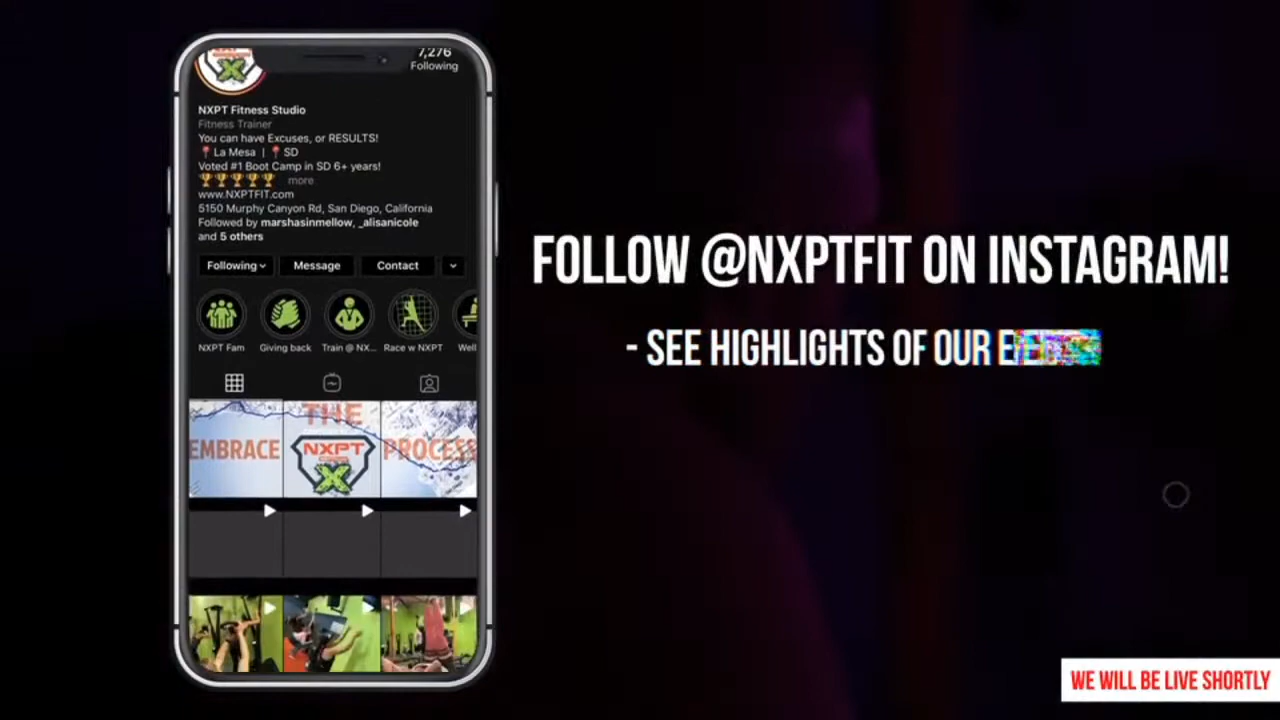 7,276
Following
NXPT Fitness Studio
Fitness Trainer
You can have Excuses, or RESULTS!
📍La Mesa | 📍SD
Voted #1 Boot Camp in SD 6+ years!
🏆🏆🏆🏆🏆 more
www.NXPTFIT.com
5150 Murphy Canyon Rd, San Diego, California
Followed by marshasinmellow, _alisanicole
and 5 others
Following Message Contact
NXPT Fam Giving back Train @ NX... Race w NXPT Well
EMBRACE THE PROCESS
NXPT
X
FOLLOW @NXPTFIT ON INSTAGRAM!
- SEE HIGHLIGHTS OF OUR
WE WILL BE LIVE SHORTLY